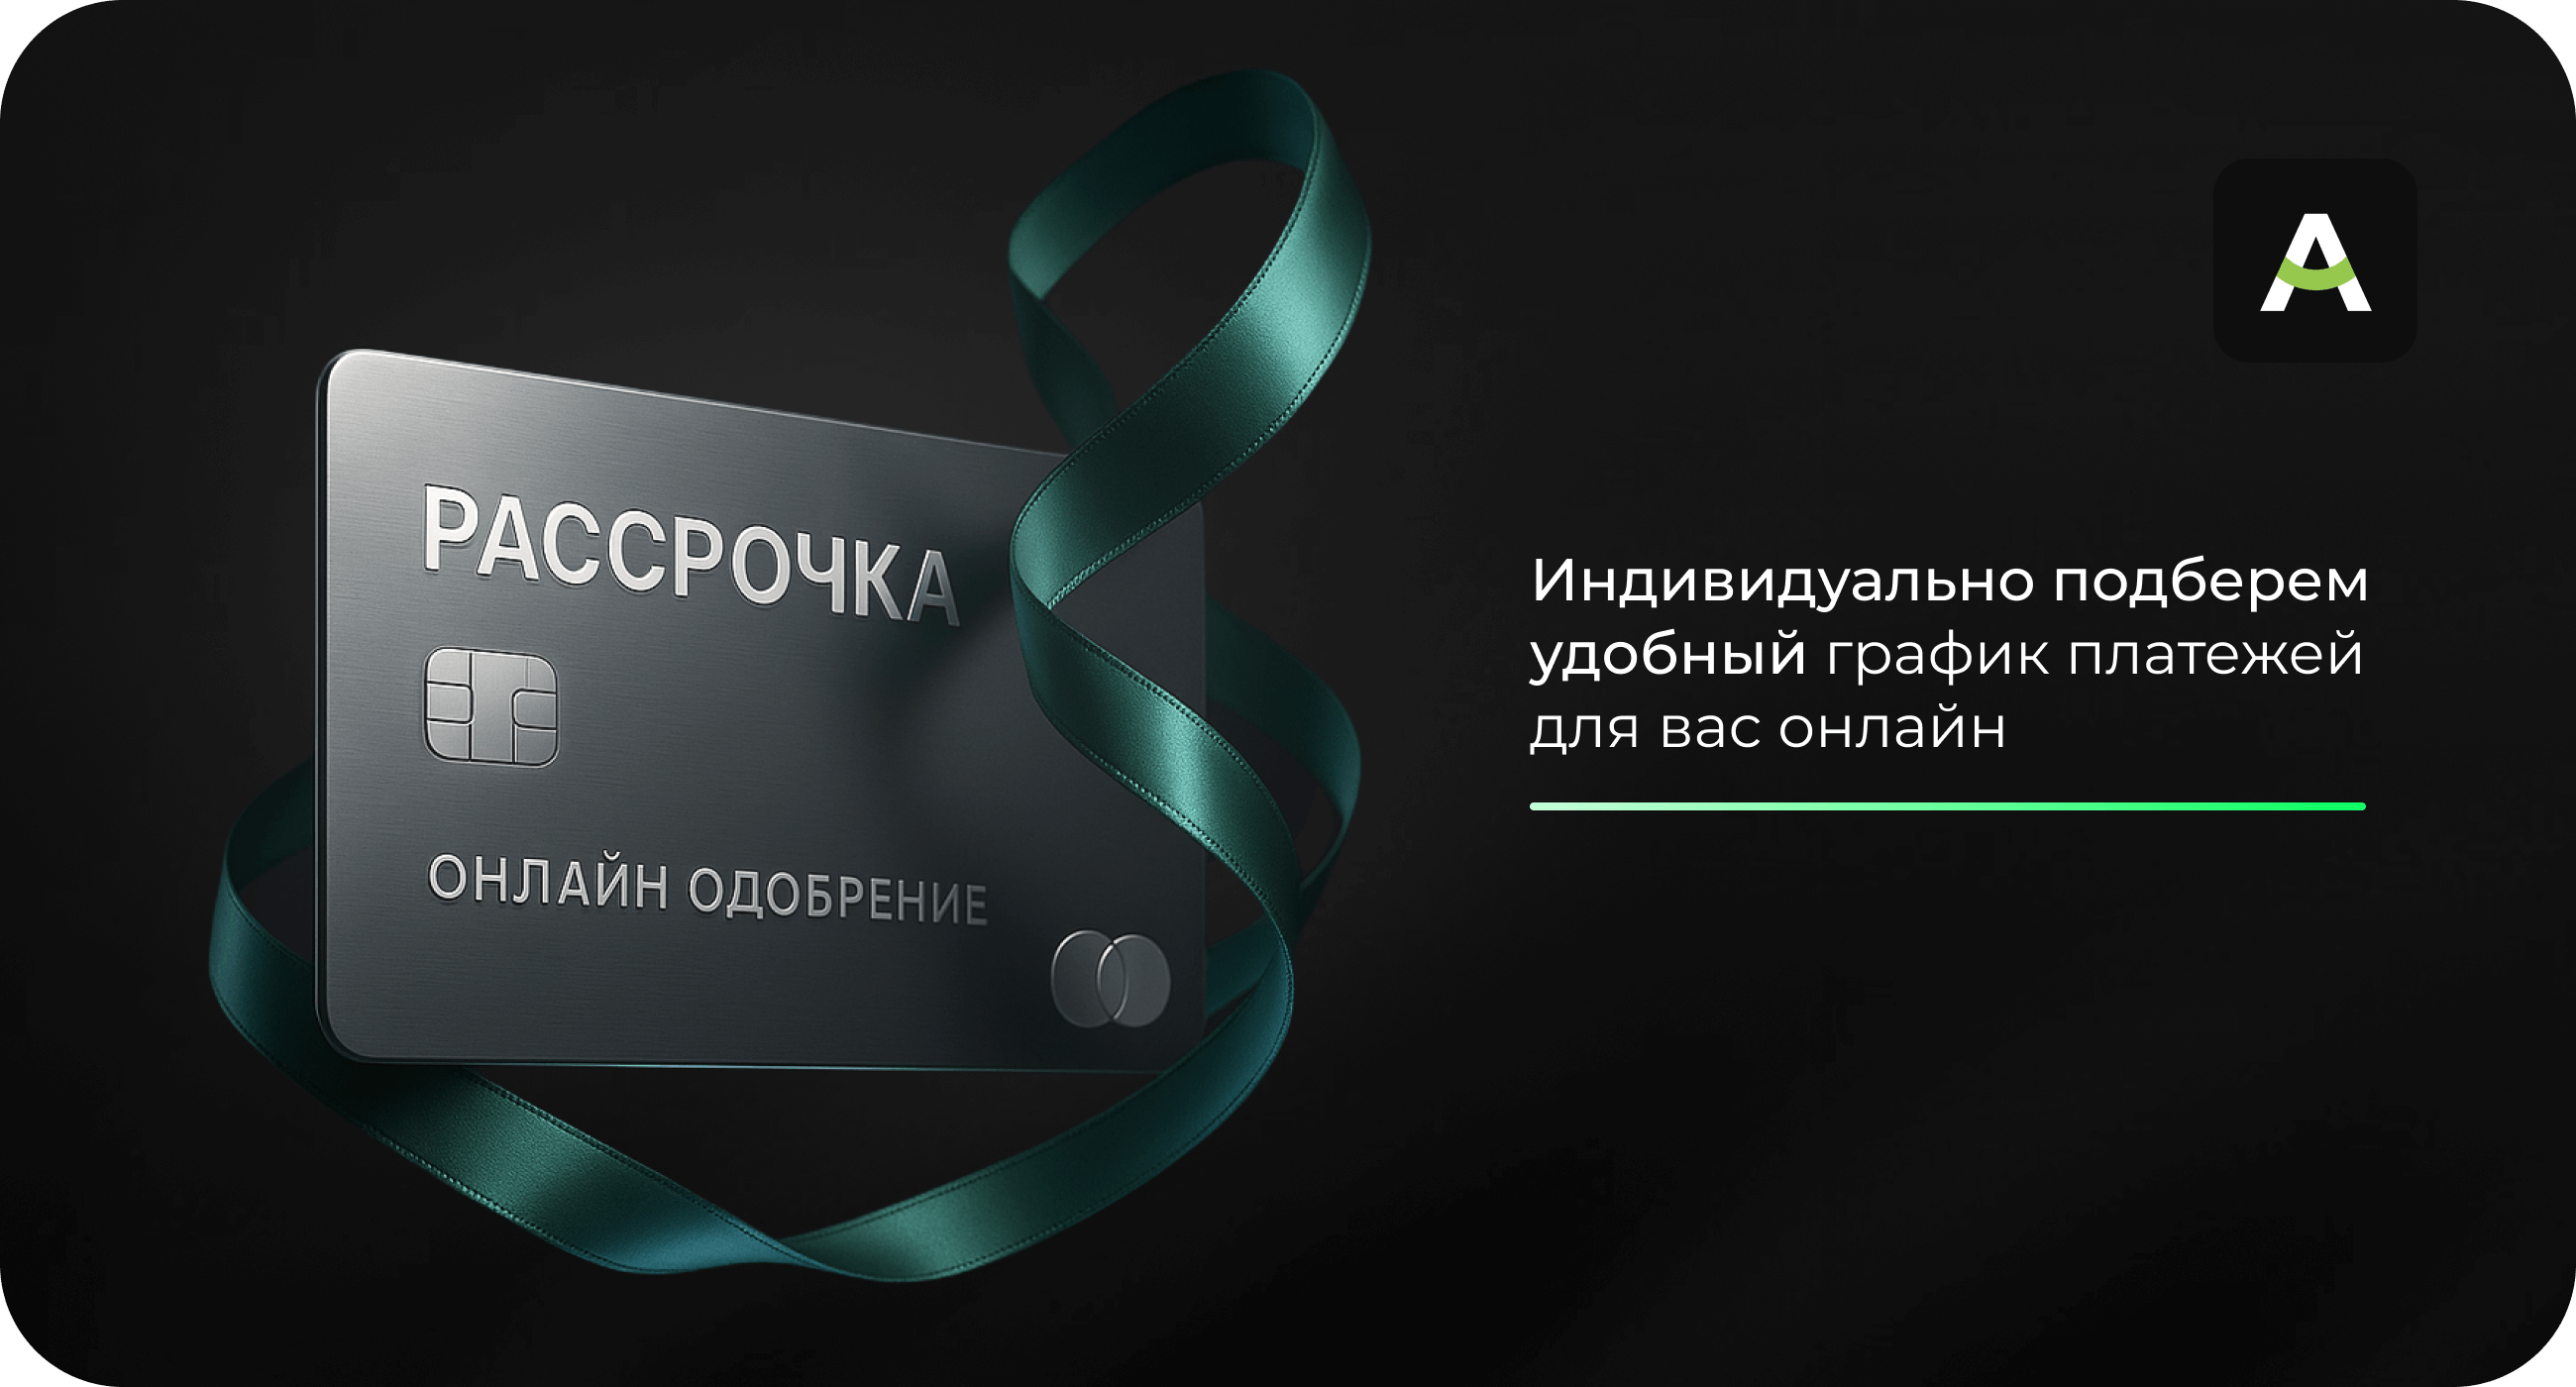 РАССРОЧКА
ОНЛАЙН ОДОБРЕНИЕ
A
Индивидуально подберем
удобный график платежей
для вас онлайн